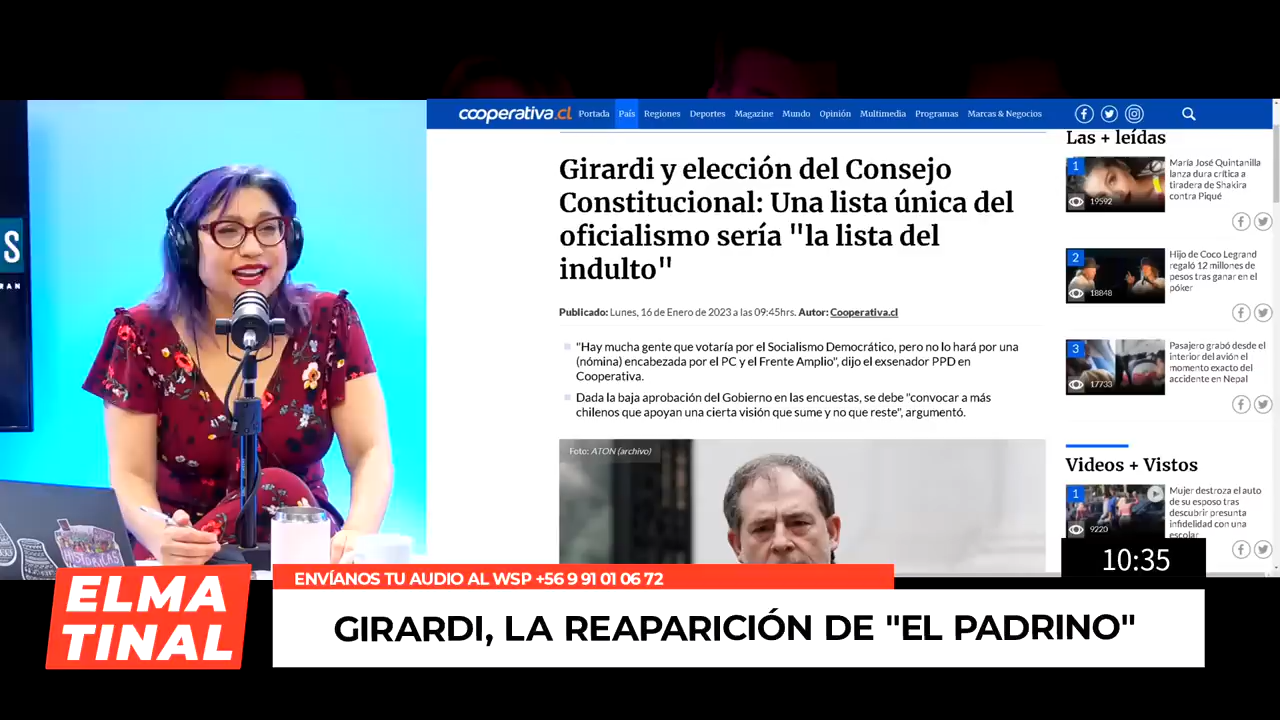 cooperativa.cl
Portada País Regiones Deportes Magazine Mundo Opinión Multimedia Programas Marcas & Negocios
Girardi y elección del Consejo
Constitucional: Una lista única del
oficialismo sería "la lista del
indulto"
Publicado: Lunes, 16 de Enero de 2023 a las 09:45hrs. Autor: Cooperativa.cl
"Hay mucha gente que votaría por el Socialismo Democrático, pero no lo hará por una
(nómina) encabezada por el PC y el Frente Amplio", dijo el exsenador PPD en
Cooperativa.
Dada la baja aprobación del Gobierno en las encuestas, se debe "convocar a más
chilenos que apoyan una cierta visión que sume y no que reste", argumentó.
Foto: ATON (archivo)
Las + leídas
1
19592
María José Quintanilla
lanza dura crítica a
tiradera de Shakira
contra Piqué
2
18848
Hijo de Coco Legrand
regaló 12 millones de
pesos tras ganar en el
póker
3
17733
Pasajero grabó desde el
interior del avión el
momento exacto del
accidente en Nepal
Videos + Vistos
1
9220
Mujer destroza el auto
de su esposo tras
descubrir presunta
infidelidad con una
escolar
10:35
S
RAN
HISTÓRICAS
ELMA
TINAL
ENVÍANOS TU AUDIO AL WSP +56 9 91 01 06 72
GIRARDI, LA REAPARICIÓN DE "EL PADRINO"